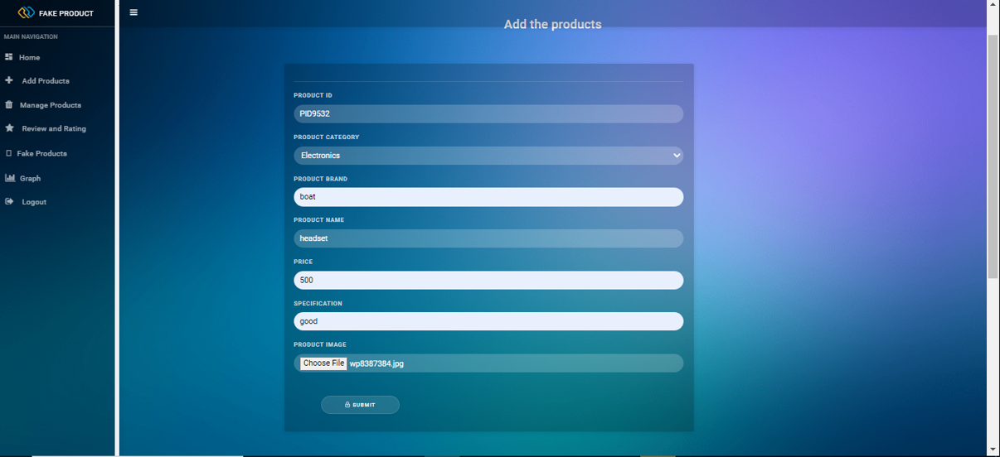 FAKE PRODUCT
MAIN NAVIGATION
Home
Add Products
Manage Products
Review and Rating
Fake Products
Graph
Logout
Add the products
PRODUCT ID
PID9532
PRODUCT CATEGORY
Electronics
PRODUCT BRAND
boat
PRODUCT NAME
headset
PRICE
500
SPECIFICATION
good
PRODUCT IMAGE
Choose File wp8387384.jpg
SUBMIT